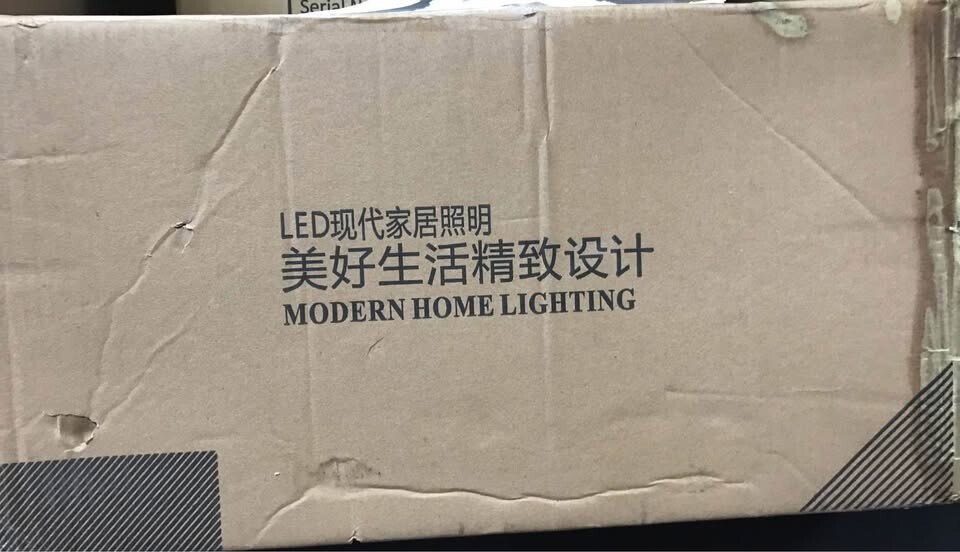 Serial N
LED现代家居照明
美好生活精致设计
MODERN HOME LIGHTING